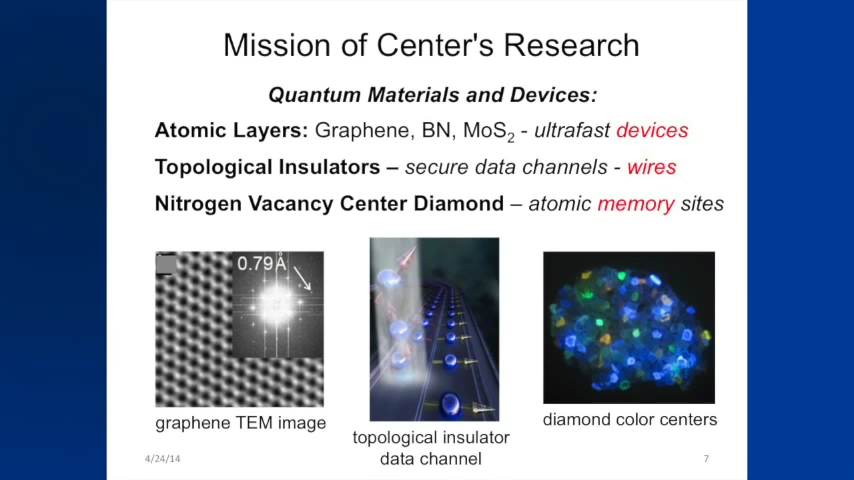 Mission of Center's Research
Quantum Materials and Devices:
Atomic Layers: Graphene, BN, MoS₂ - ultrafast devices
Topological Insulators – secure data channels - wires
Nitrogen Vacancy Center Diamond – atomic memory sites
0.79Å
graphene TEM image
topological insulator
data channel
diamond color centers
4/24/14
7